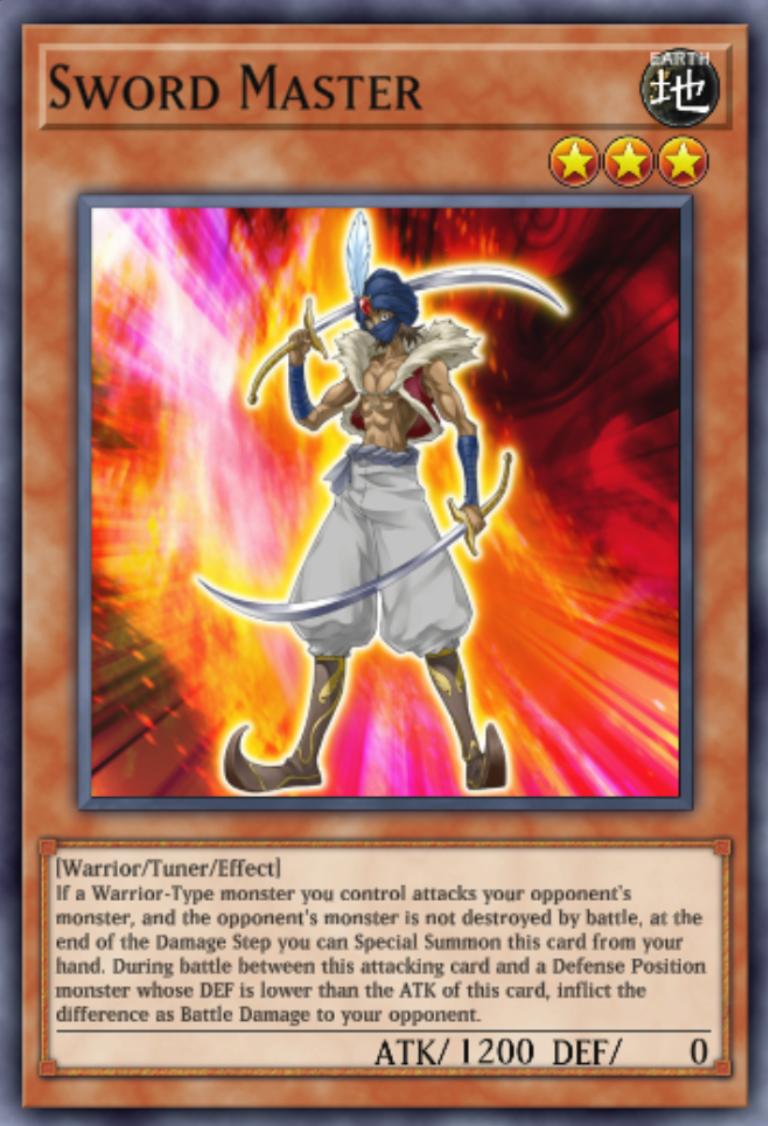 Sword Master
EARTH
地
[Warrior/Tuner/Effect]
If a Warrior-Type monster you control attacks your opponent's
monster, and the opponent's monster is not destroyed by battle, at the
end of the Damage Step you can Special Summon this card from your
hand. During battle between this attacking card and a Defense Position
monster whose DEF is lower than the ATK of this card, inflict the
difference as Battle Damage to your opponent.
ATK/ 1200 DEF/ 0